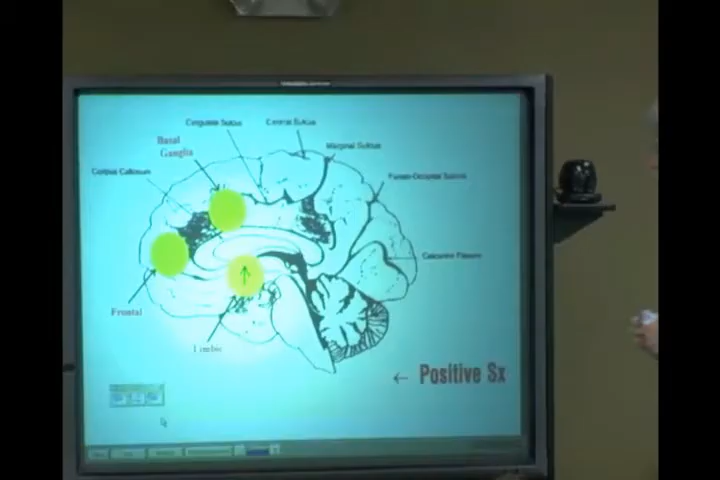 Cingulate Sulcus
Central Sulcus
Basal
Ganglia
Marginal Sulcus
Corpus Callosum
Parieto-Occipital Sulcus
Calcarine Fissure
Frontal
Limbic
← Positive Sx